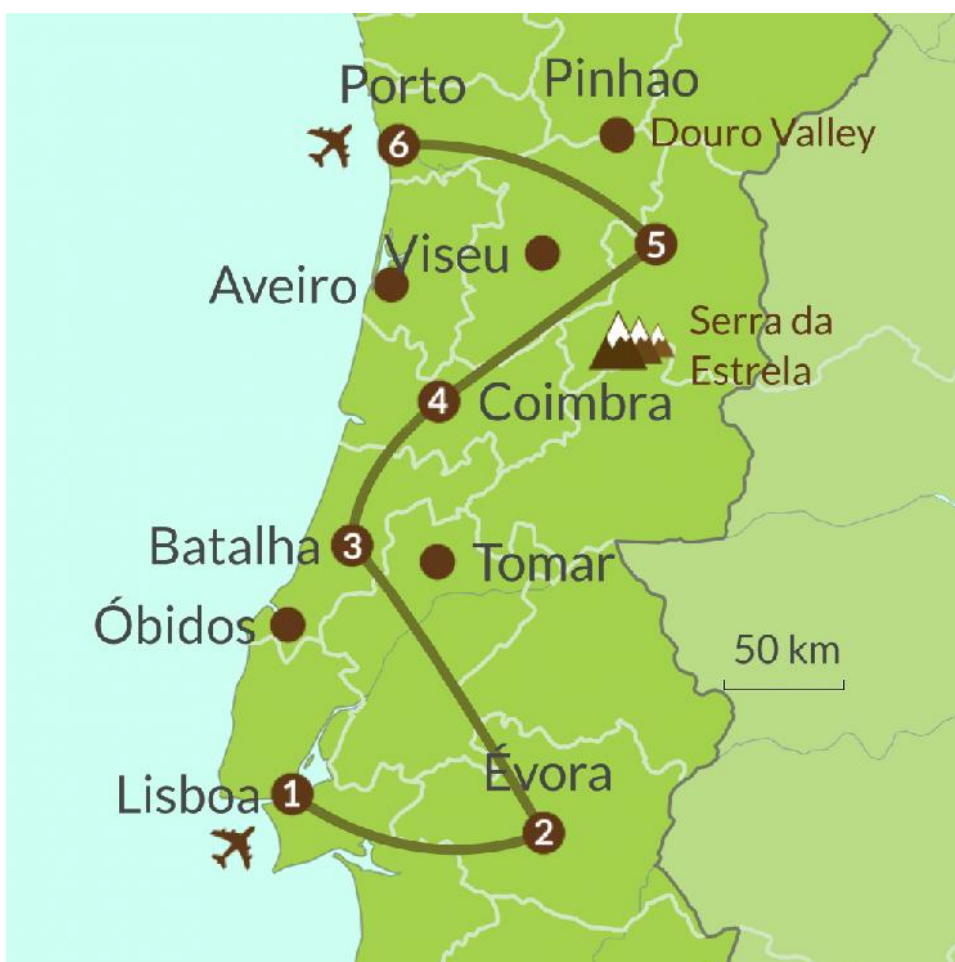 Porto
Pinhao
6
Douro Valley
5
Viseu
Aveiro
Serra da
Estrela
4
Coimbra
Batalha
3
Tomar
Óbidos
50 km
Évora
Lisboa
1
2